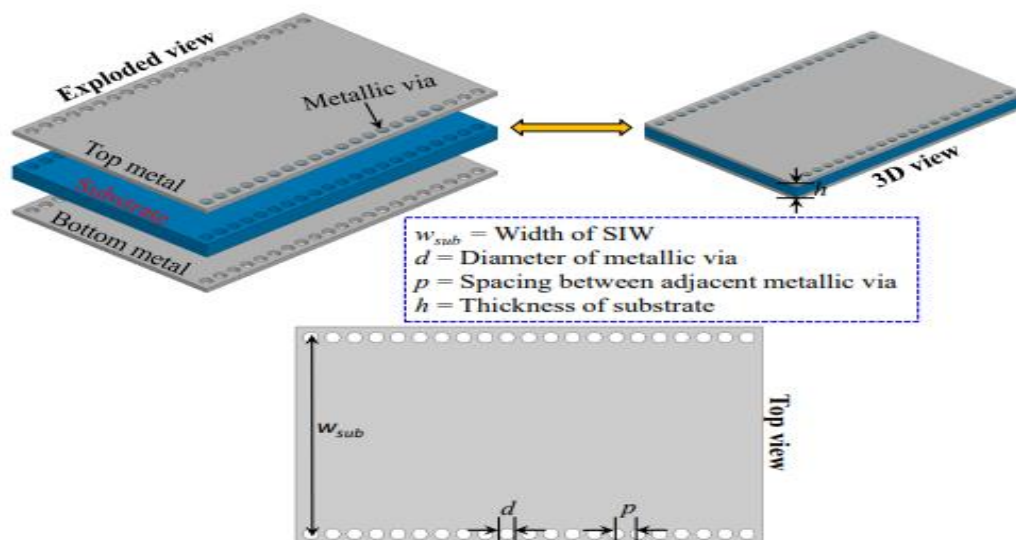 Exploded view
Metallic via
Top metal
Substrate
Bottom metal
3D view
h
w_sub = Width of SIW
d = Diameter of metallic via
p = Spacing between adjacent metallic via
h = Thickness of substrate
w_sub
d
p
Top view